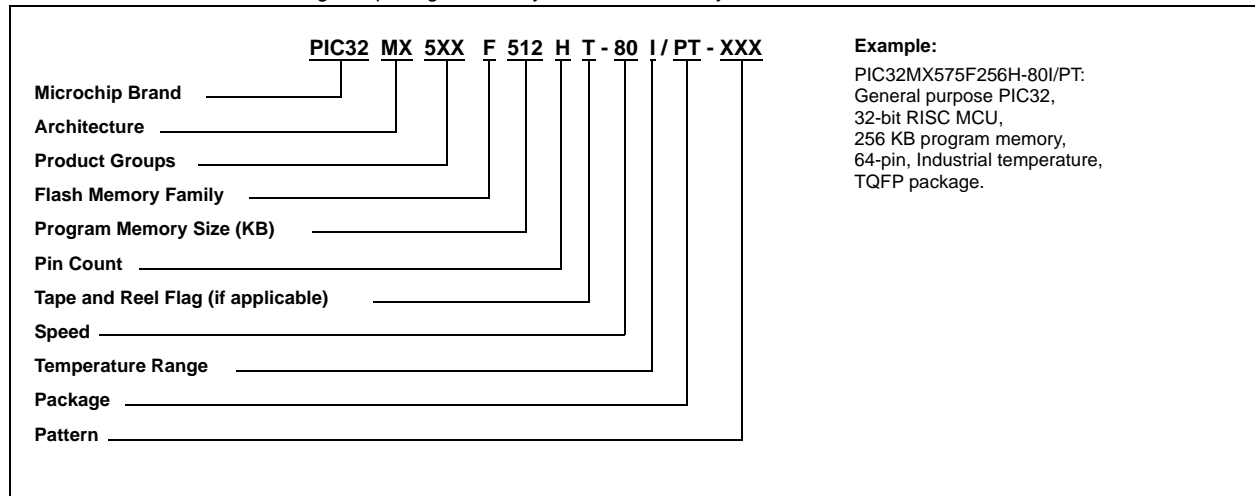 PIC32 MX 5XX F 512 H T - 80 I / PT - XXX
Microchip Brand
Architecture
Product Groups
Flash Memory Family
Program Memory Size (KB)
Pin Count
Tape and Reel Flag (if applicable)
Speed
Temperature Range
Package
Pattern
Example:
PIC32MX575F256H-80I/PT:
General purpose PIC32,
32-bit RISC MCU,
256 KB program memory,
64-pin, Industrial temperature,
TQFP package.